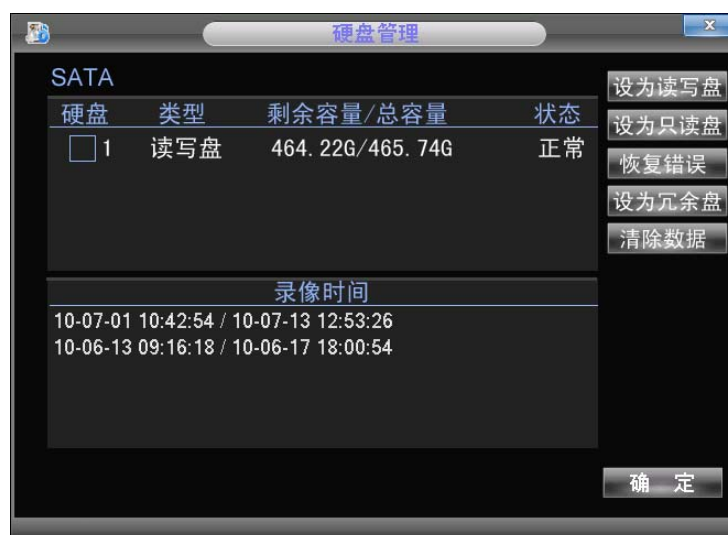 硬盘管理
SATA
硬盘 类型 剩余容量/总容量 状态
1 读写盘 464.22G/465.74G 正常
设为读写盘
设为只读盘
恢复错误
设为冗余盘
清除数据
录像时间
10-07-01 10:42:54 / 10-07-13 12:53:26
10-06-13 09:16:18 / 10-06-17 18:00:54
确 定